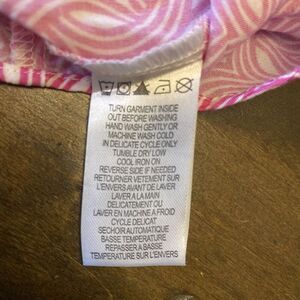 TURN GARMENT INSIDE
OUT BEFORE WASHING
HAND WASH GENTLY OR
MACHINE WASH COLD
IN DELICATE CYCLE ONLY
TUMBLE DRY LOW
COOL IRON ON
REVERSE SIDE IF NEEDED
RETOURNER VETEMENT SUR
L'ENVERS AVANT DE LAVER
LAVER A LA MAIN
DELICATEMENT OU
LAVER EN MACHINE A FROID
CYCLE DELICAT
SECHOIR AUTOMATIQUE
BASSE TEMPERATURE
REPASSER A BASSE
TEMPERATURE SUR L'ENVERS